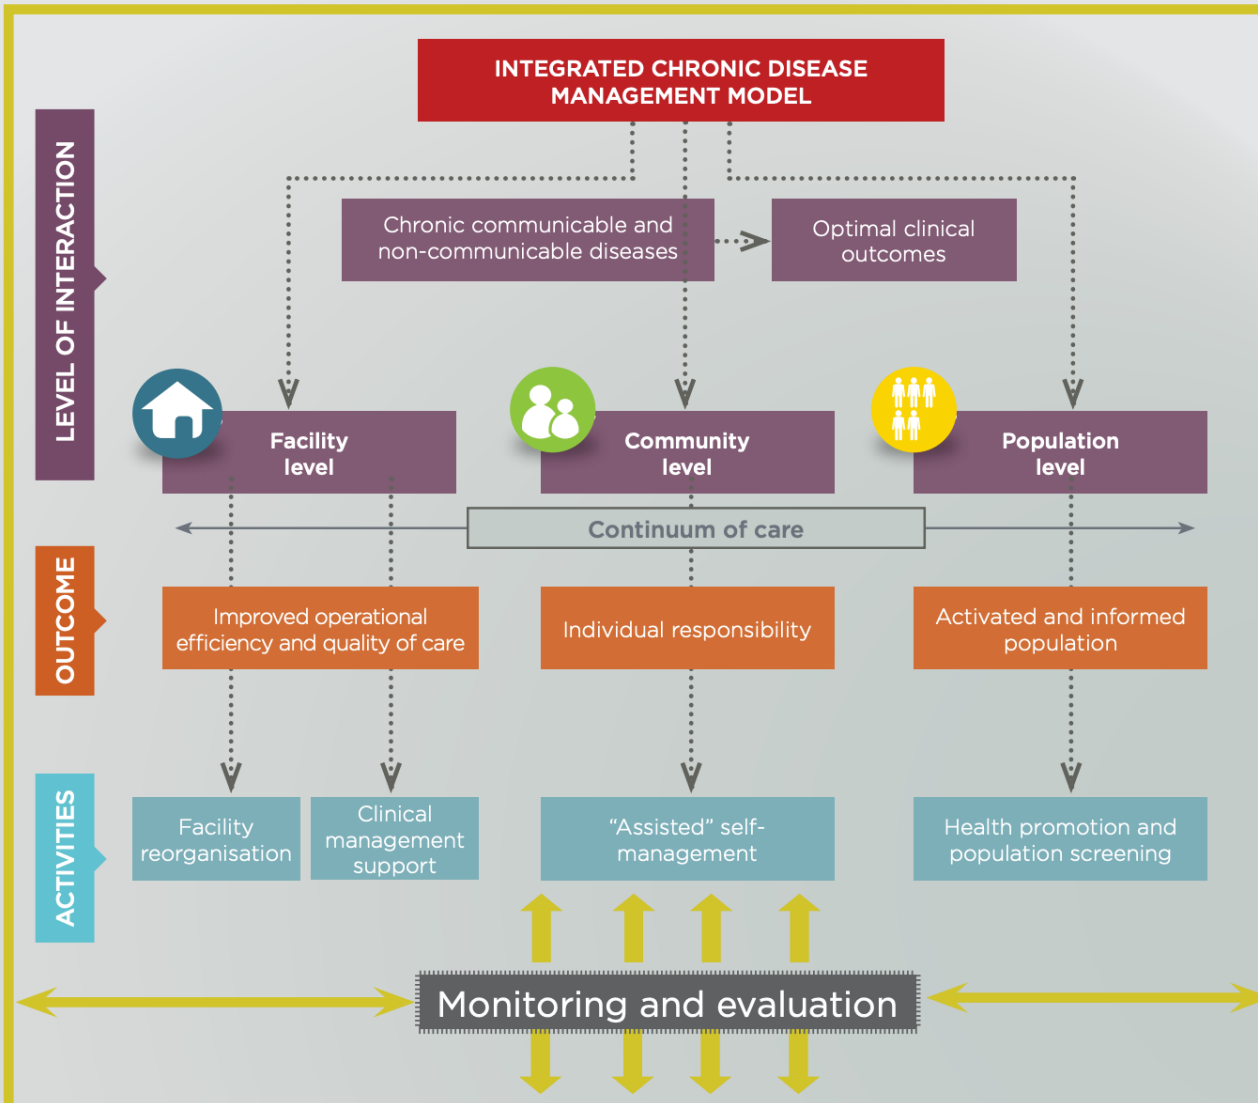 INTEGRATED CHRONIC DISEASE
MANAGEMENT MODEL
LEVEL OF INTERACTION
Chronic communicable and
non-communicable diseases
Optimal clinical
outcomes
Facility
level
Community
level
Population
level
Continuum of care
OUTCOME
Improved operational
efficiency and quality of care
Individual responsibility
Activated and informed
population
ACTIVITIES
Facility
reorganisation
Clinical
management
support
“Assisted” self-
management
Health promotion and
population screening
Monitoring and evaluation